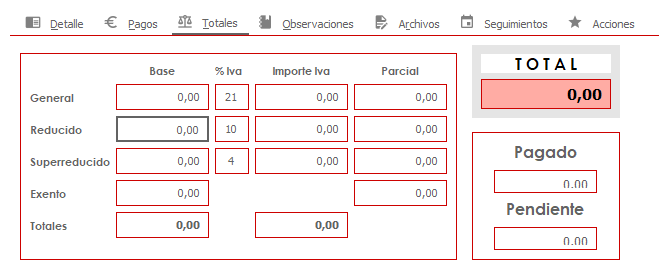 Detalle Pagos Totales Observaciones Archivos Seguimientos Acciones
Base % Iva Importe Iva Parcial
General 0,00 21 0,00 0,00
Reducido 0,00 10 0,00 0,00
Superreducido 0,00 4 0,00 0,00
Exento 0,00 0,00
Totales 0,00 0,00
TOTAL
0,00
Pagado
0,00
Pendiente
0,00